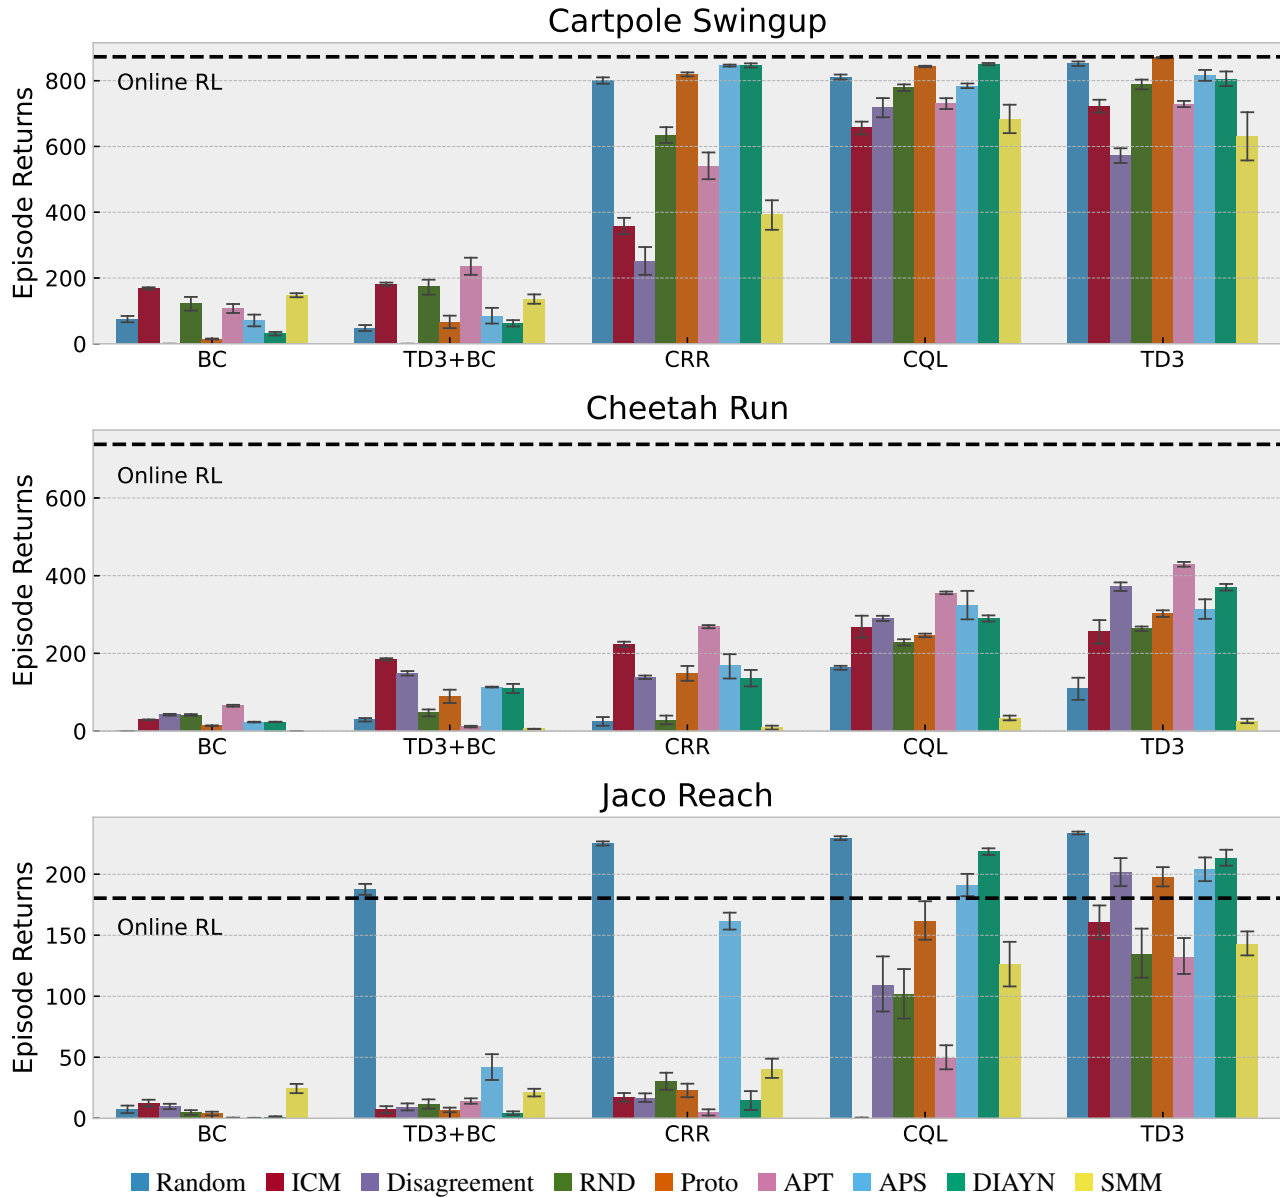 Cartpole Swingup
Episode Returns
800
600
400
200
0
Online RL
BC TD3+BC CRR CQL TD3
Cheetah Run
Episode Returns
600
400
200
0
Online RL
BC TD3+BC CRR CQL TD3
Jaco Reach
Episode Returns
200
150
100
50
0
Online RL
BC TD3+BC CRR CQL TD3
Random ICM Disagreement RND Proto APT APS DIAYN SMM